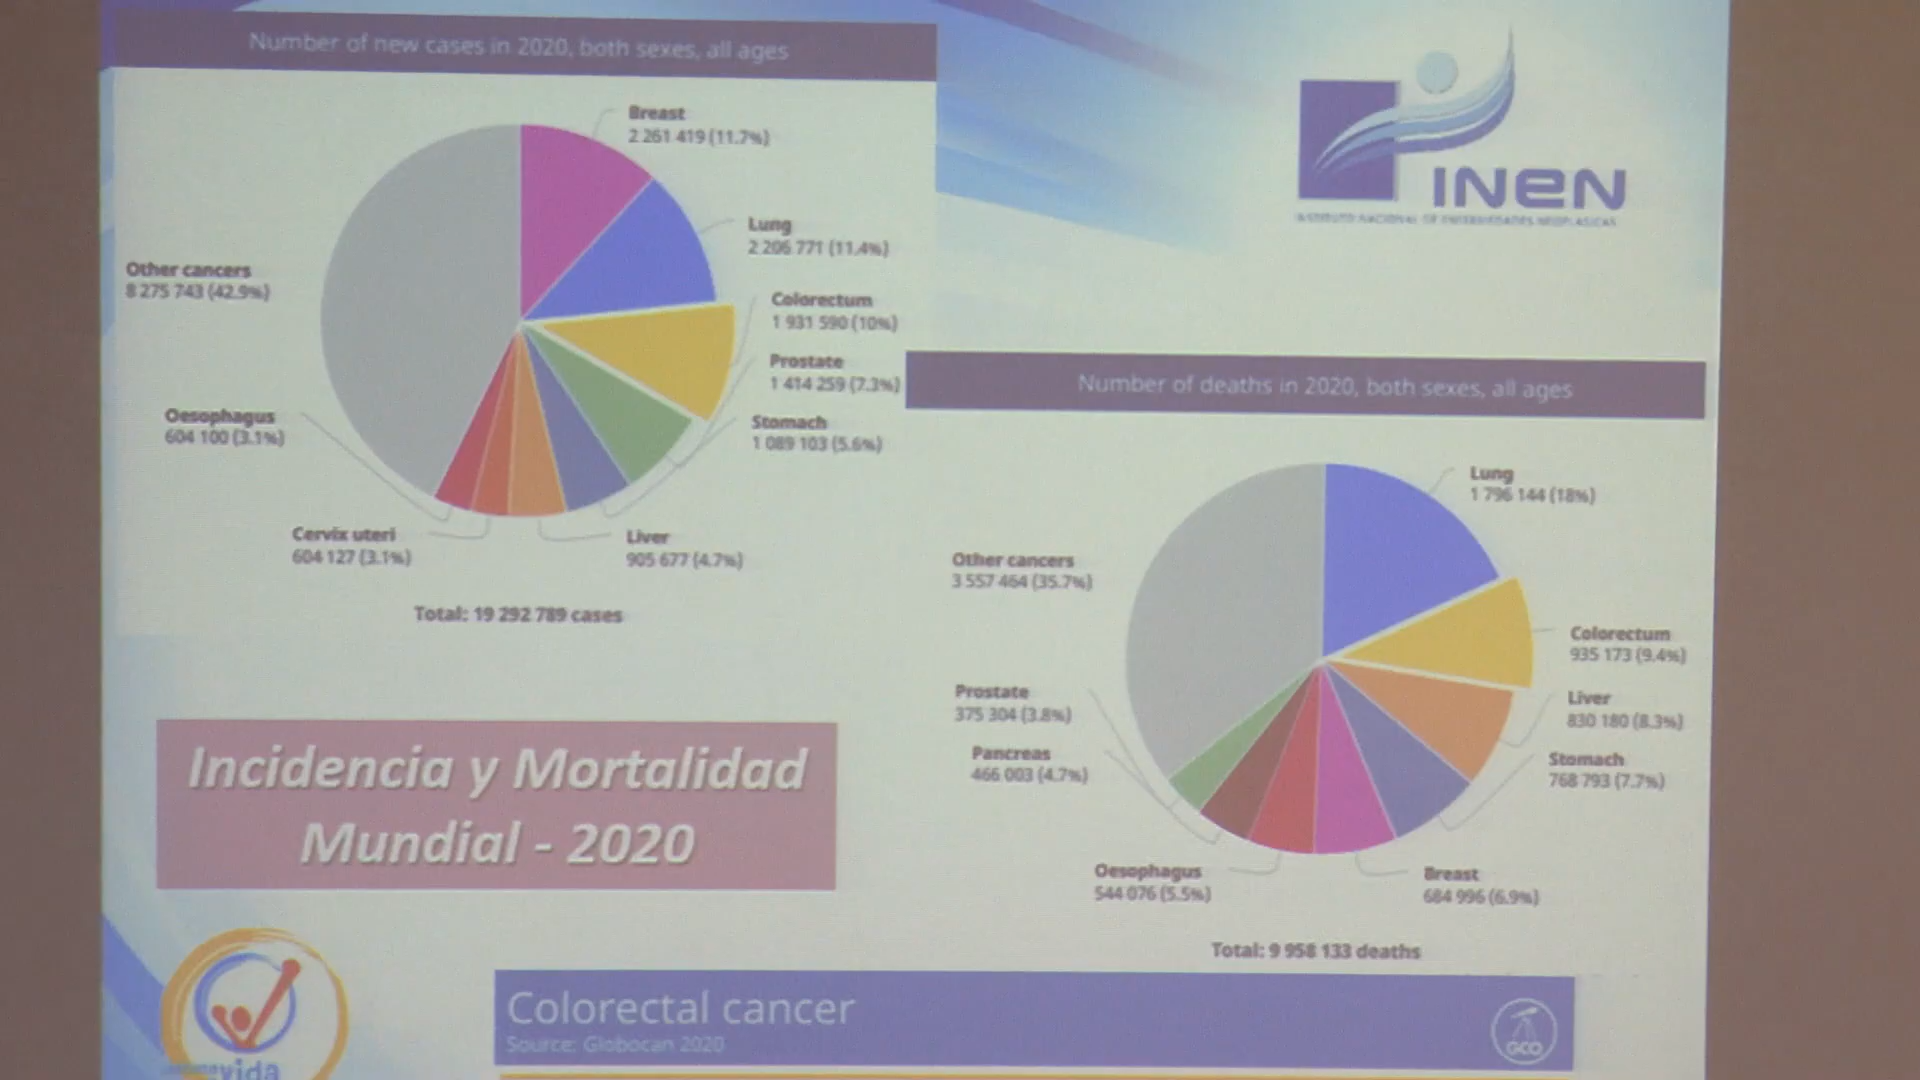 Number of new cases in 2020, both sexes, all ages
Breast
2 261 419 (11.7%)
Lung
2 206 771 (11.4%)
Colorectum
1 931 590 (10%)
Prostate
1 414 259 (7.3%)
Stomach
1 089 103 (5.6%)
Liver
905 677 (4.7%)
Cervix uteri
604 127 (3.1%)
Oesophagus
604 100 (3.1%)
Other cancers
8 275 743 (42.9%)
Total: 19 292 789 cases
INEN
INSTITUTO NACIONAL DE ENFERMEDADES NEOPLASICAS
Number of deaths in 2020, both sexes, all ages
Lung
1 796 144 (18%)
Colorectum
935 173 (9.4%)
Liver
830 180 (8.3%)
Stomach
768 793 (7.7%)
Breast
684 996 (6.9%)
Oesophagus
544 076 (5.5%)
Pancreas
466 003 (4.7%)
Prostate
375 304 (3.8%)
Other cancers
3 557 464 (35.7%)
Total: 9 958 133 deaths
Incidencia y Mortalidad
Mundial - 2020
Colorectal cancer
Source: Globocan 2020
GCO
vida